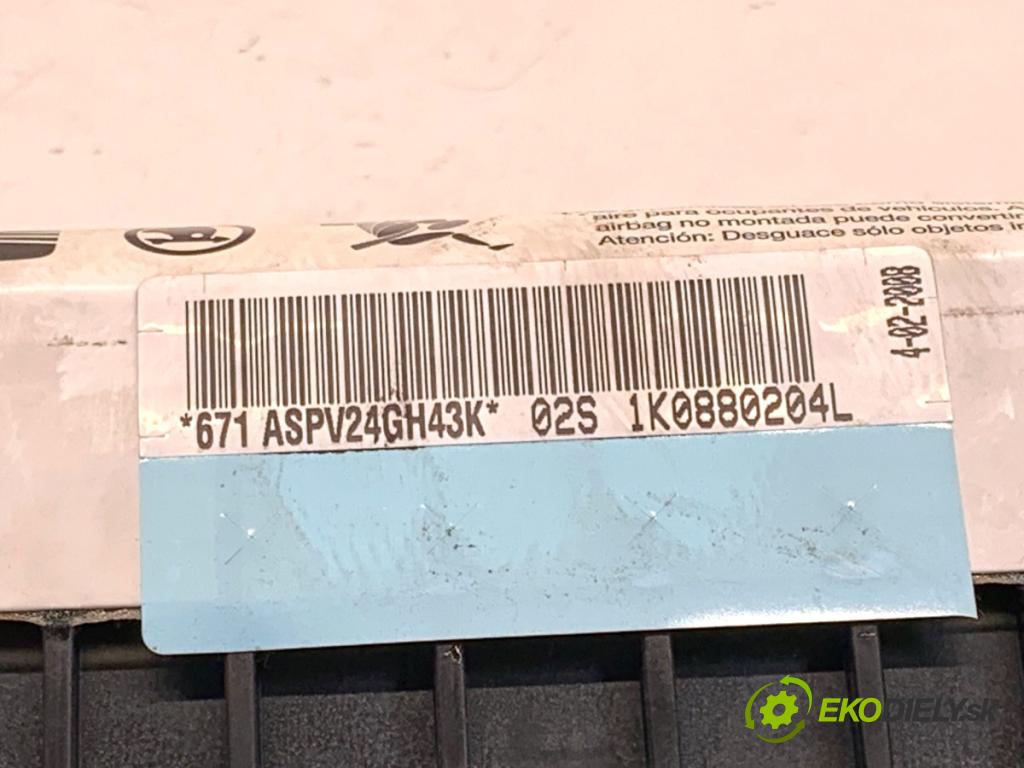 aire para ocupantes de vehículos. A
airbag no montada puede convertir
Atención: Desguace sólo objetos in
4-02-2008
*671 ASPV24GH43K* 02S 1K0880204L
EKODIELY.sk